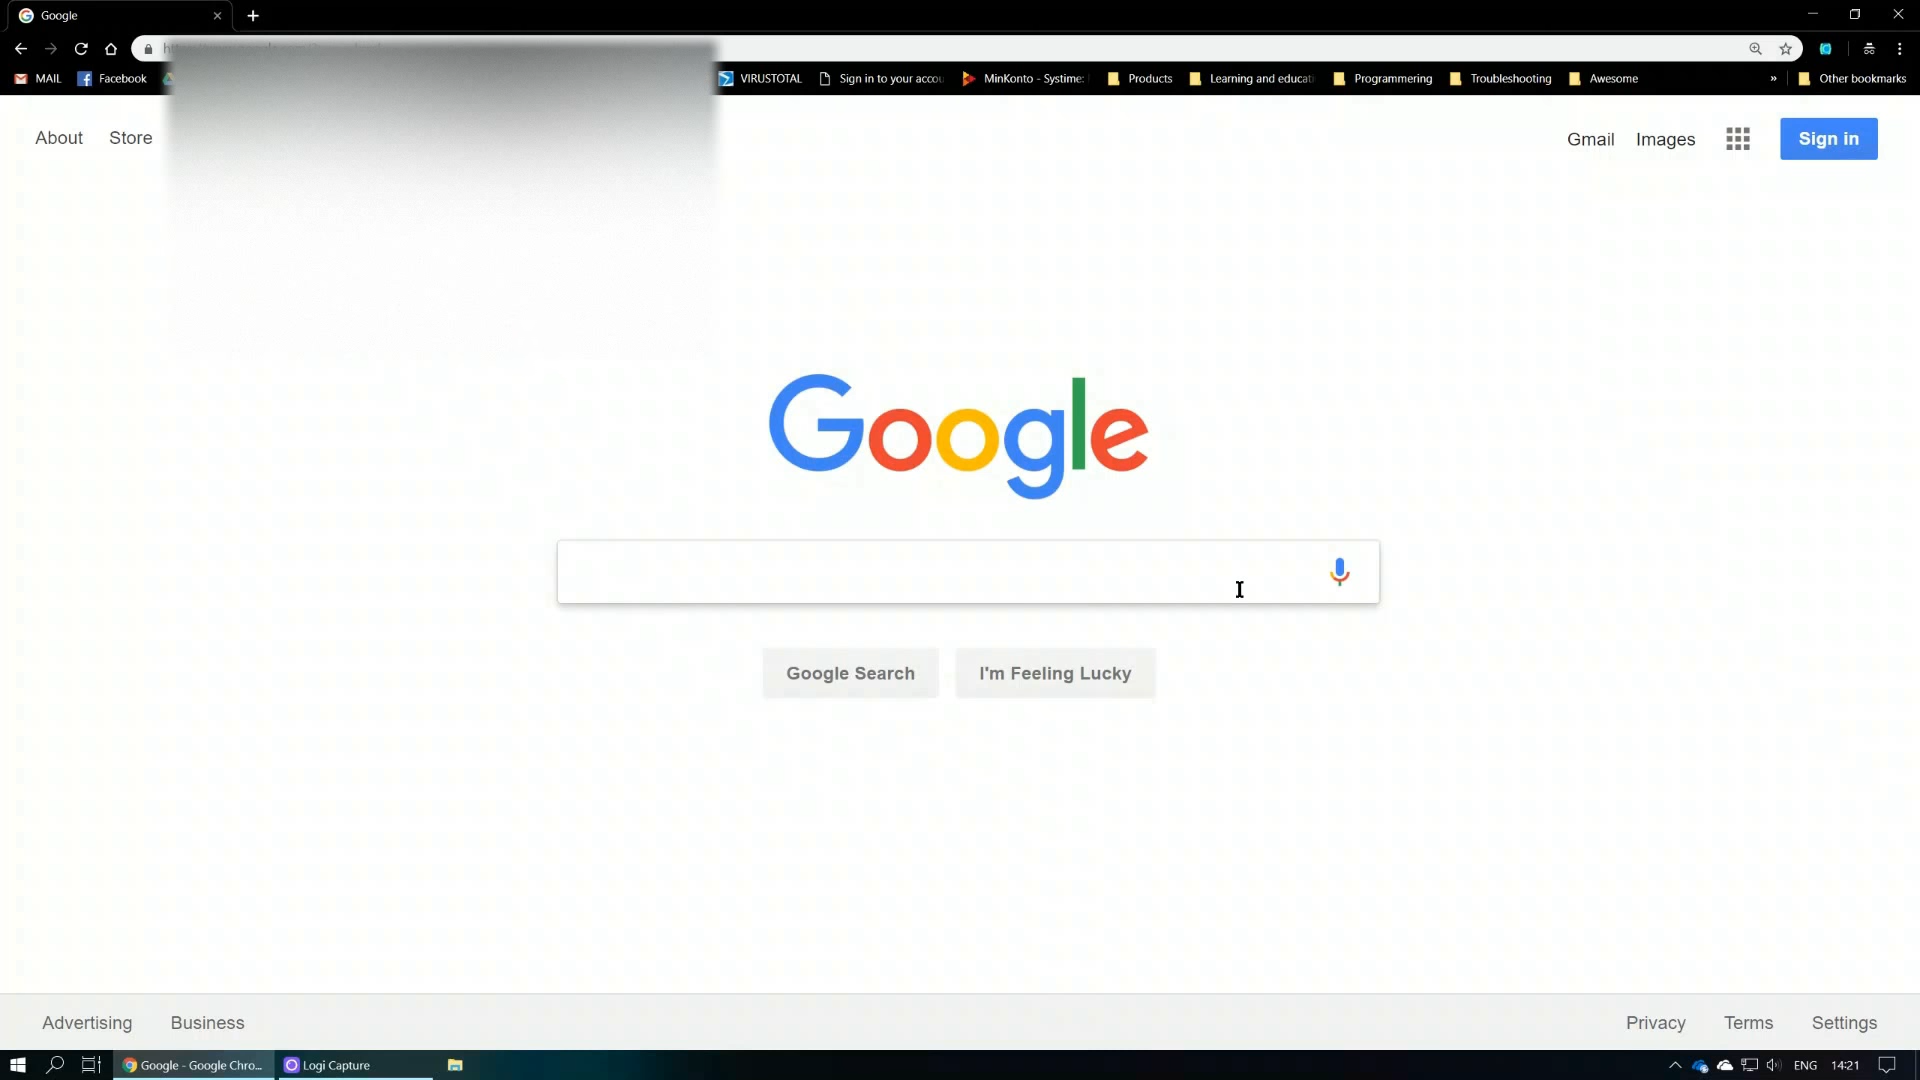 Google
MAIL Facebook VIRUSTOTAL Sign in to your accou MinKonto - Systime: Products Learning and educati Programmering Troubleshooting Awesome » Other bookmarks
About Store Gmail Images Sign in
Google
Google Search I'm Feeling Lucky
Advertising Business Privacy Terms Settings
Google - Google Chro... Logi Capture ENG 14:21